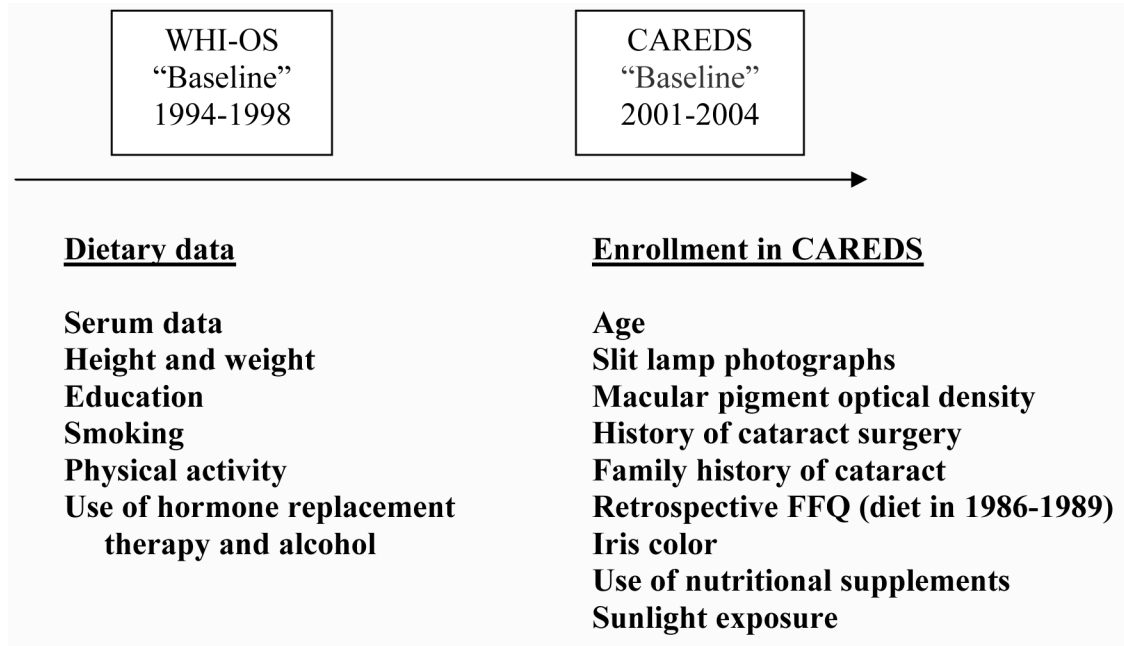 WHI-OS
“Baseline”
1994-1998
CAREDS
“Baseline”
2001-2004
Dietary data
Serum data
Height and weight
Education
Smoking
Physical activity
Use of hormone replacement
therapy and alcohol
Enrollment in CAREDS
Age
Slit lamp photographs
Macular pigment optical density
History of cataract surgery
Family history of cataract
Retrospective FFQ (diet in 1986-1989)
Iris color
Use of nutritional supplements
Sunlight exposure